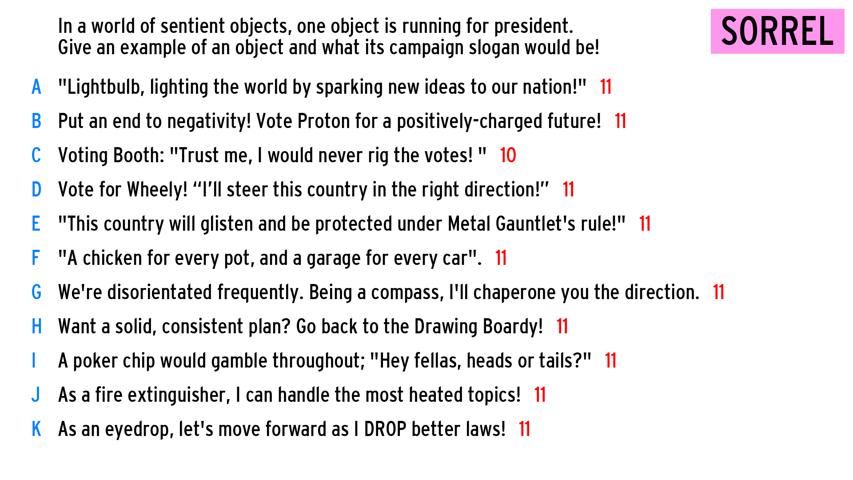 In a world of sentient objects, one object is running for president.
Give an example of an object and what its campaign slogan would be!
SORREL
A "Lightbulb, lighting the world by sparking new ideas to our nation!" 11
B Put an end to negativity! Vote Proton for a positively-charged future! 11
C Voting Booth: "Trust me, I would never rig the votes! " 10
D Vote for Wheely! “I’ll steer this country in the right direction!” 11
E "This country will glisten and be protected under Metal Gauntlet's rule!" 11
F "A chicken for every pot, and a garage for every car". 11
G We're disorientated frequently. Being a compass, I'll chaperone you the direction. 11
H Want a solid, consistent plan? Go back to the Drawing Boardy! 11
I A poker chip would gamble throughout; "Hey fellas, heads or tails?" 11
J As a fire extinguisher, I can handle the most heated topics! 11
K As an eyedrop, let's move forward as I DROP better laws! 11